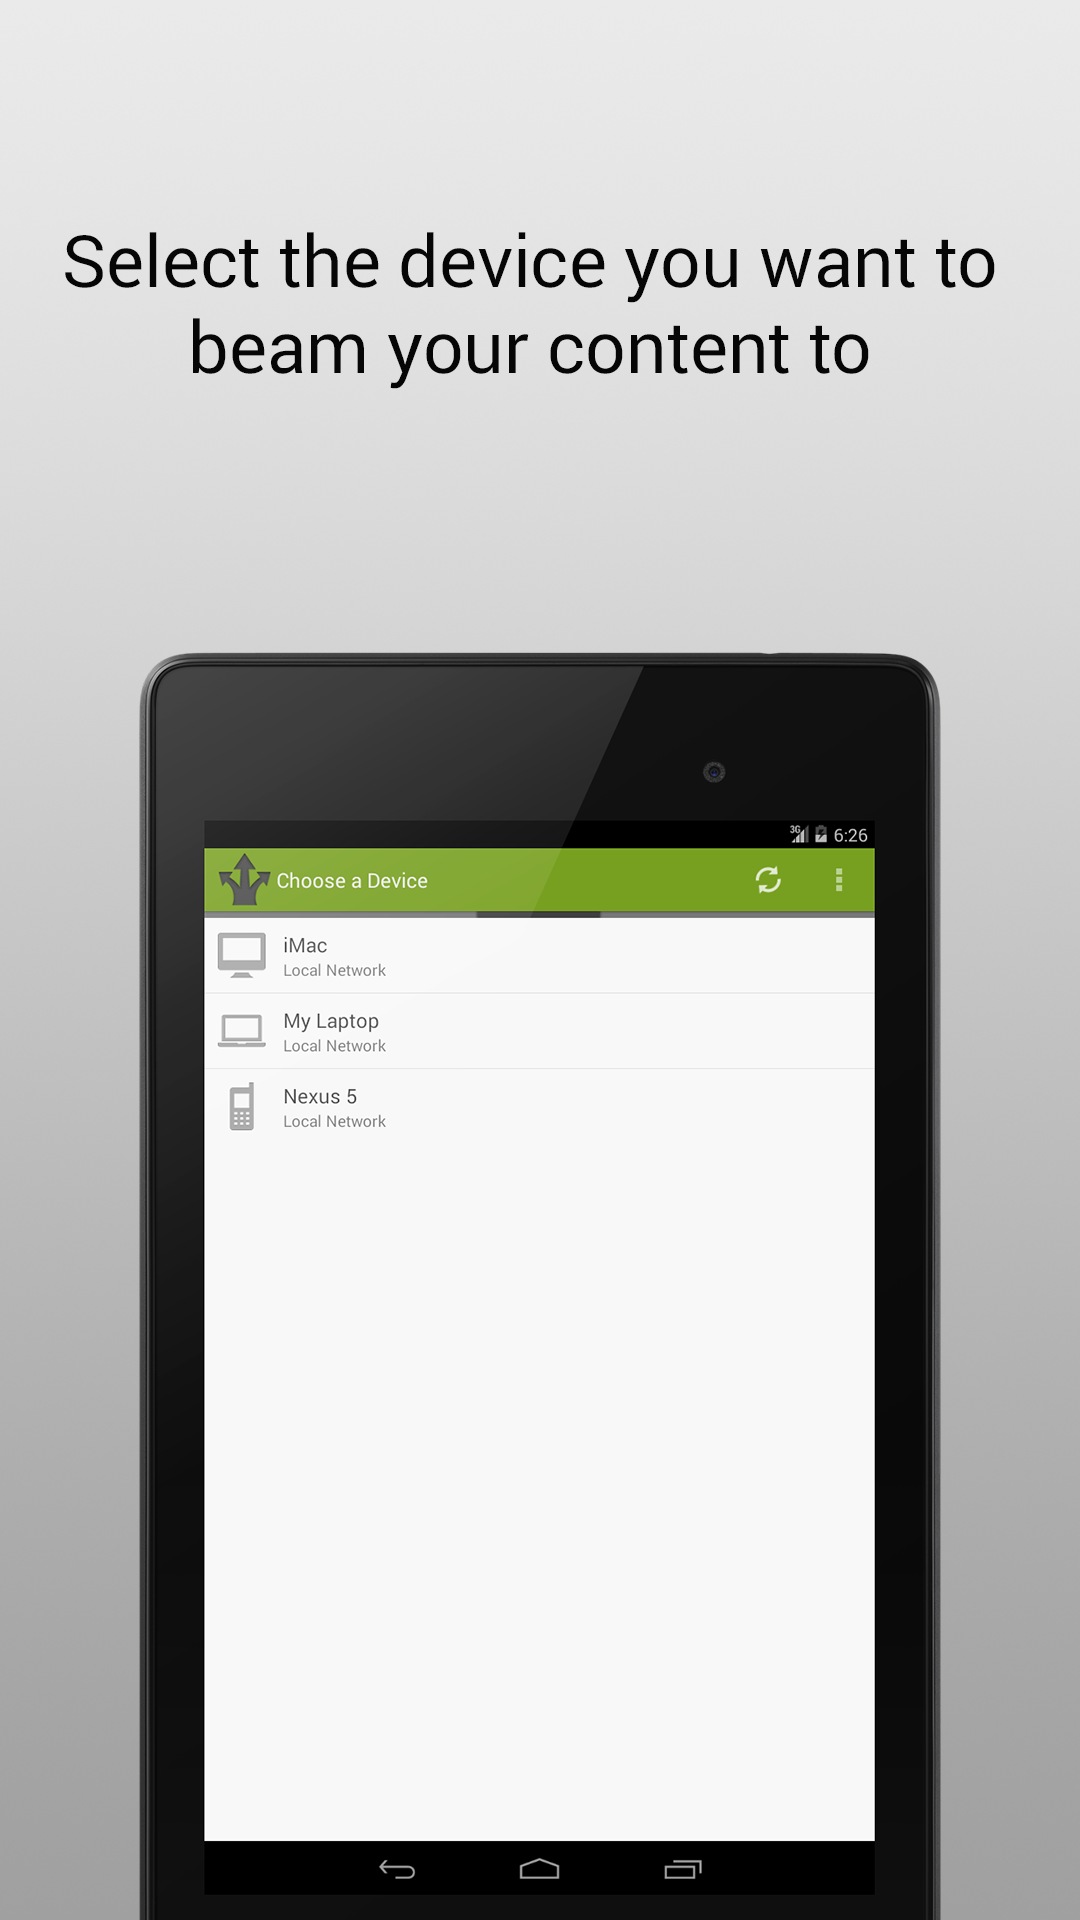 Select the device you want to
beam your content to
3G 6:26
Choose a Device
iMac
Local Network
My Laptop
Local Network
Nexus 5
Local Network